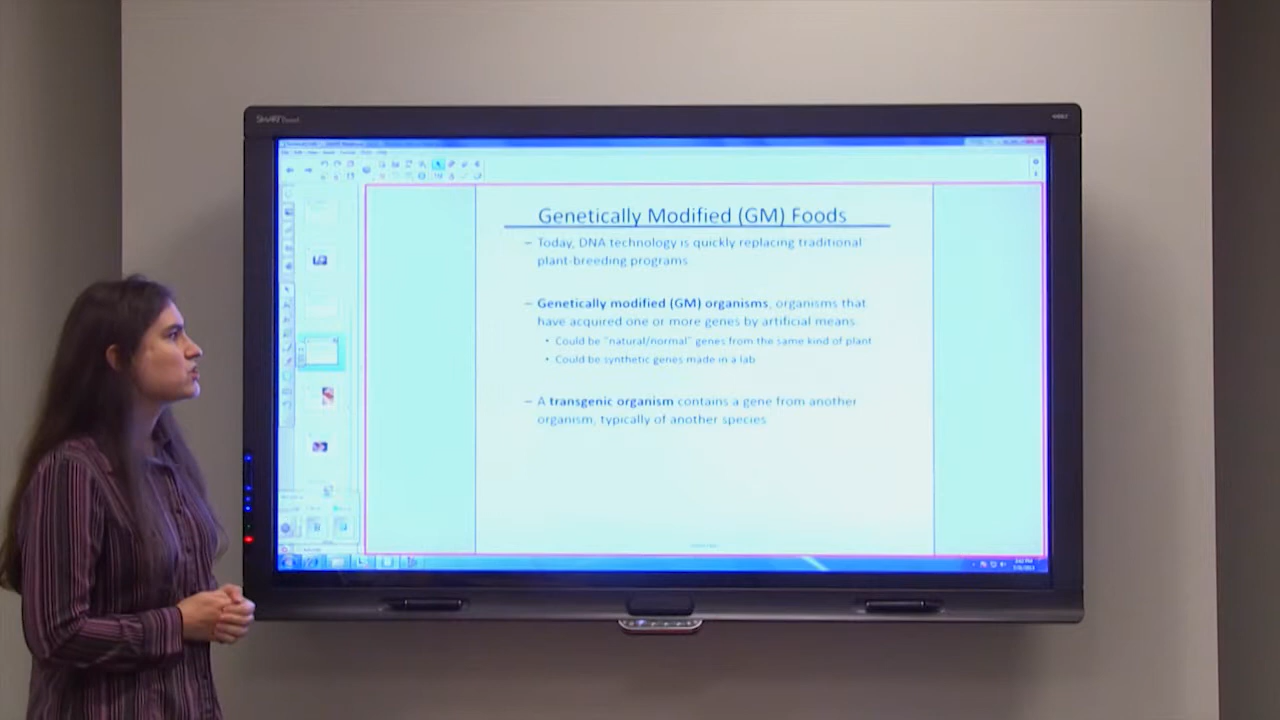 SMART Board
Genetically Modified (GM) Foods
– Today, DNA technology is quickly replacing traditional
plant-breeding programs
– Genetically modified (GM) organisms, organisms that
have acquired one or more genes by artificial means.
• Could be "natural/normal" genes from the same kind of plant
• Could be synthetic genes made in a lab
– A transgenic organism contains a gene from another
organism, typically of another species